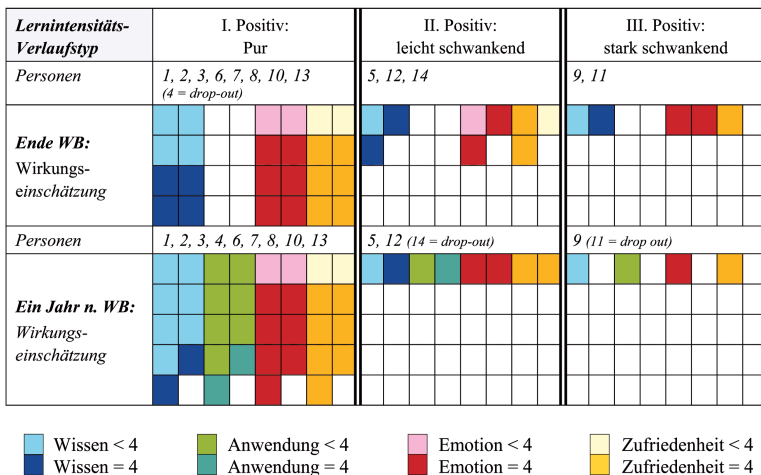 Lernintensitäts-
Verlaufstyp
I. Positiv:
Pur
II. Positiv:
leicht schwankend
III. Positiv:
stark schwankend
Personen
1, 2, 3, 6, 7, 8, 10, 13
(4 = drop-out)
5, 12, 14
9, 11
Ende WB:
Wirkungs-
einschätzung
Personen
1, 2, 3, 4, 6, 7, 8, 10, 13
5, 12 (14 = drop-out)
9 (11 = drop out)
Ein Jahr n. WB:
Wirkungs-
einschätzung
Wissen < 4
Anwendung < 4
Emotion < 4
Zufriedenheit < 4
Wissen = 4
Anwendung = 4
Emotion = 4
Zufriedenheit = 4